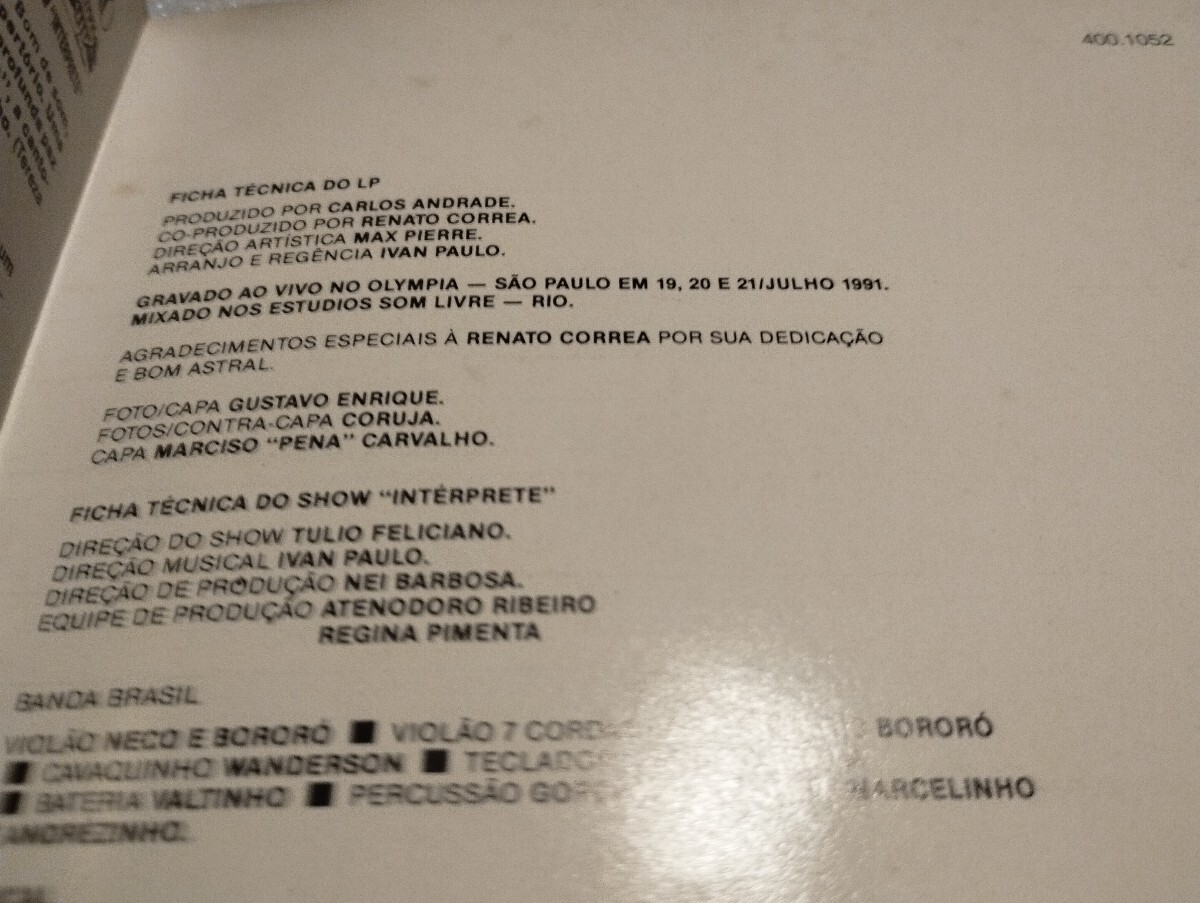 400.1052
FICHA TÉCNICA DO LP
PRODUZIDO POR CARLOS ANDRADE.
CO-PRODUZIDO POR RENATO CORREA.
DIREÇÃO ARTÍSTICA MAX PIERRE.
ARRANJO E REGÊNCIA IVAN PAULO.
GRAVADO AO VIVO NO OLYMPIA — SÃO PAULO EM 19, 20 E 21/JULHO 1991.
MIXADO NOS ESTUDIOS SOM LIVRE — RIO.
AGRADECIMENTOS ESPECIAIS À RENATO CORREA POR SUA DEDICAÇÃO
E BOM ASTRAL.
FOTO/CAPA GUSTAVO ENRIQUE.
FOTOS/CONTRA-CAPA CORUJA.
CAPA MARCISO “PENA” CARVALHO.
FICHA TÉCNICA DO SHOW “INTÉRPRETE”
DIREÇÃO DO SHOW TULIO FELICIANO.
DIREÇÃO MUSICAL IVAN PAULO.
DIREÇÃO DE PRODUÇÃO NEI BARBOSA.
EQUIPE DE PRODUÇÃO ATENODORO RIBEIRO
REGINA PIMENTA
BANDA BRASIL
VIOLÃO NECO E BORORÓ ■ VIOLÃO 7 BORORÓ
■ CAVAQUINHO WANDERSON ■
■ BATERIA VALTINHO ■ PERCUSSÃO MARCELINHO
ANDREZINHO.